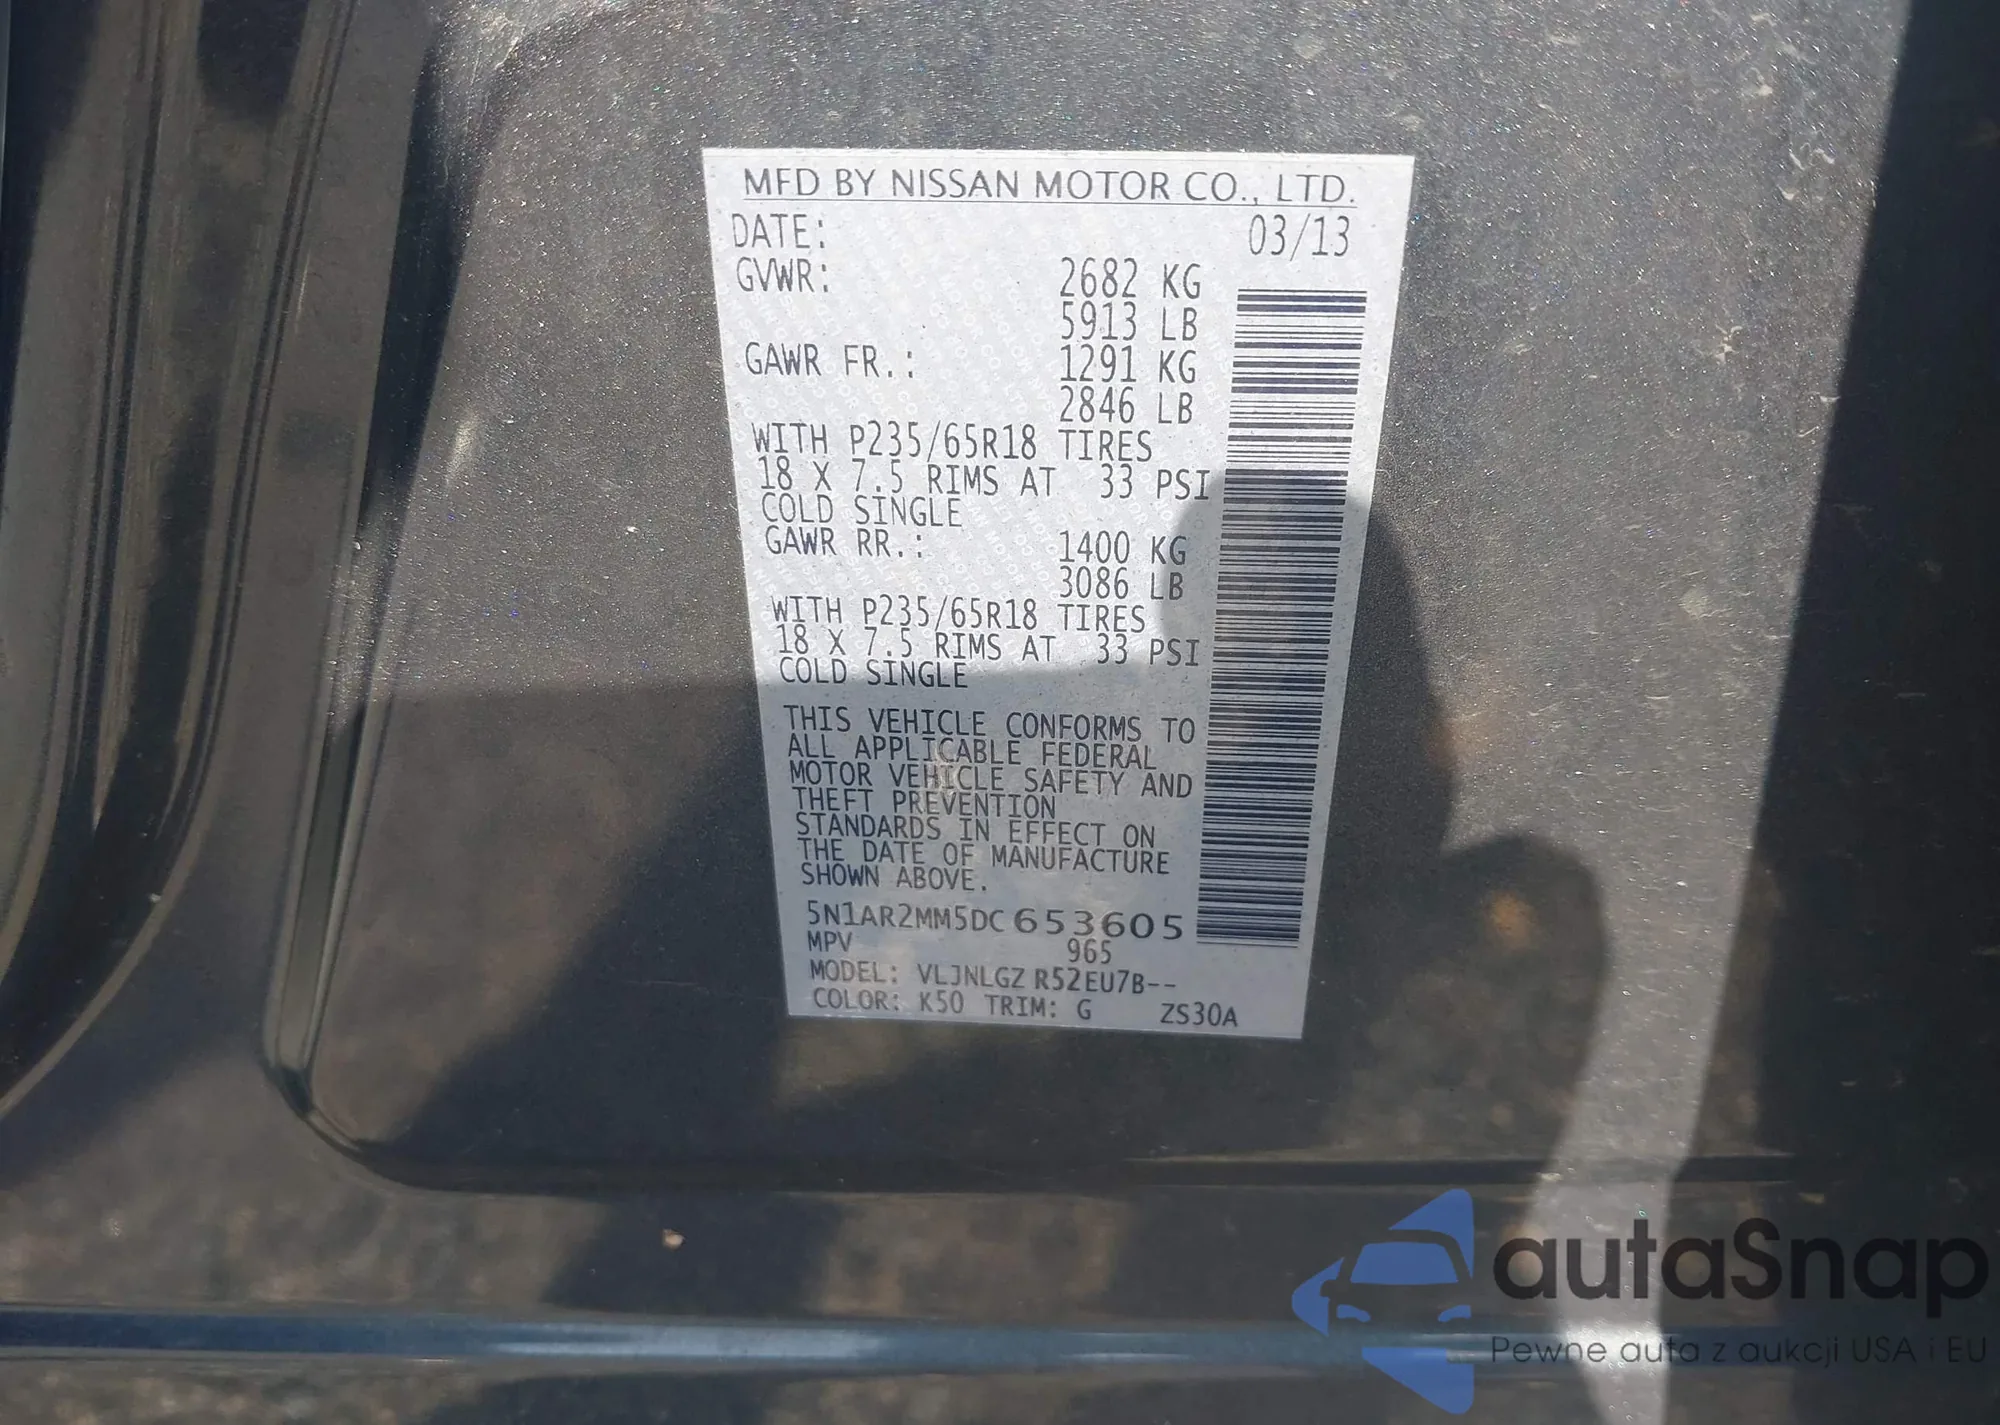 MFD BY NISSAN MOTOR CO., LTD.
DATE: 03/13
GVWR: 2682 KG
5913 LB
GAWR FR.: 1291 KG
2846 LB
WITH P235/65R18 TIRES
18 X 7.5 RIMS AT 33 PSI
COLD SINGLE
GAWR RR.: 1400 KG
3086 LB
WITH P235/65R18 TIRES
18 X 7.5 RIMS AT 33 PSI
COLD SINGLE
THIS VEHICLE CONFORMS TO
ALL APPLICABLE FEDERAL
MOTOR VEHICLE SAFETY AND
THEFT PREVENTION
STANDARDS IN EFFECT ON
THE DATE OF MANUFACTURE
SHOWN ABOVE.
5N1AR2MM5DC653605
MPV 965
MODEL: VLJNLGZ R52EU7B--
COLOR: K50 TRIM: G ZS30A
autaSnap
Pewne auta z aukcji USA i EU